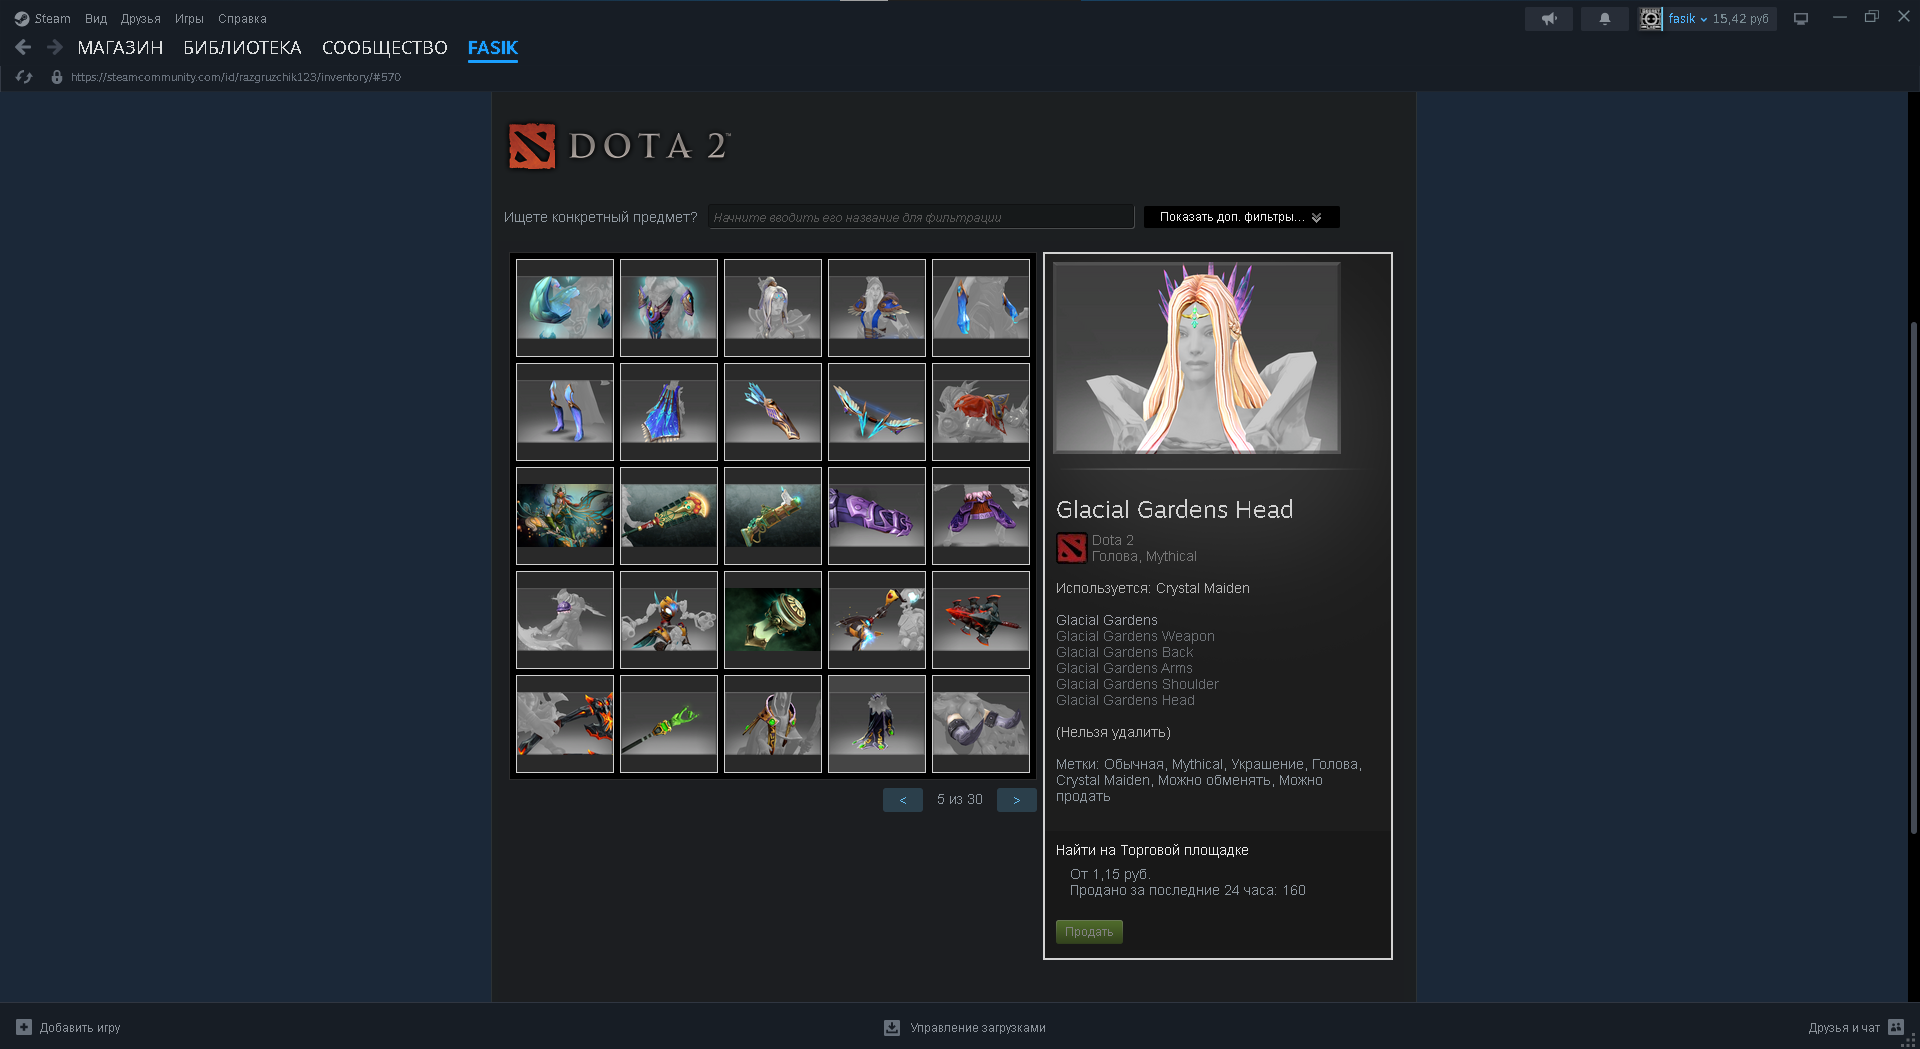 Steam Вид Друзья Игры Справка
fasik 15,42 руб
МАГАЗИН БИБЛИОТЕКА СООБЩЕСТВО FASIK
https://steamcommunity.com/id/razgruzchik123/inventory/#570
DOTA 2™
Ищете конкретный предмет? Начните вводить его название для фильтрации Показать доп. фильтры...
Glacial Gardens Head
Dota 2
Голова, Mythical
Используется: Crystal Maiden
Glacial Gardens
Glacial Gardens Weapon
Glacial Gardens Back
Glacial Gardens Arms
Glacial Gardens Shoulder
Glacial Gardens Head
(Нельзя удалить)
Метки: Обычная, Mythical, Украшение, Голова,
Crystal Maiden, Можно обменять, Можно
продать
< 5 из 30 >
Найти на Торговой площадке
От 1,15 руб.
Продано за последние 24 часа: 160
Продать
Добавить игру Управление загрузками Друзья и чат